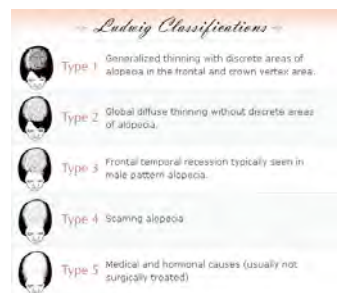 Ludwig Classifications
Type 1 Generalized thinning with discrete areas of
alopecia in the frontal and crown vertex area.
Type 2 Global diffuse thinning without discrete areas
of alopecia.
Type 3 Frontal temporal recession typically seen in
male pattern alopecia.
Type 4 Scarring alopecia
Type 5 Medical and hormional causes (usually not
surgically treated)